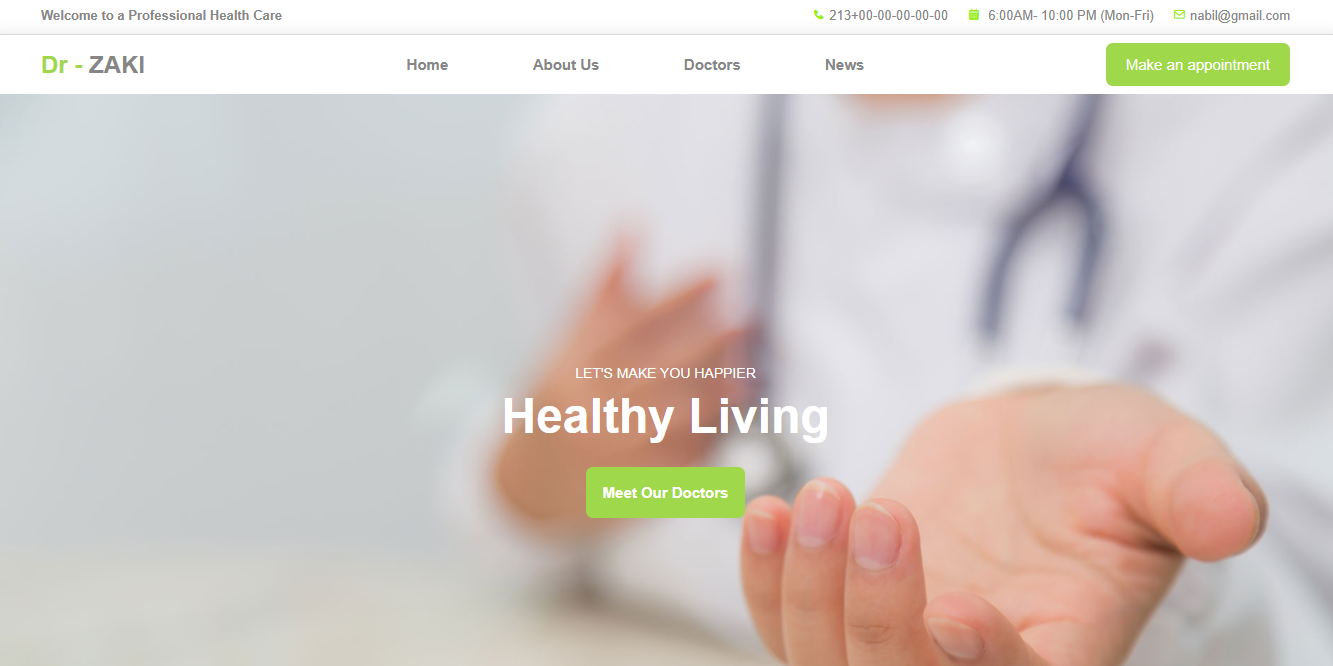 Welcome to a Professional Health Care
213+00-00-00-00-00
6:00AM- 10:00 PM (Mon-Fri)
nabil@gmail.com
Dr - ZAKI
Home
About Us
Doctors
News
Make an appointment
LET'S MAKE YOU HAPPIER
Healthy Living
Meet Our Doctors